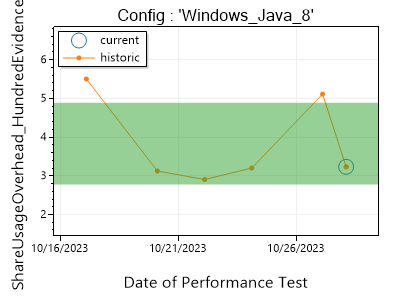 Config : 'Windows_Java_8'
current
historic
ShareUsageOverhead_HundredEvidence
6
5
4
3
2
10/16/2023
10/21/2023
10/26/2023
Date of Performance Test